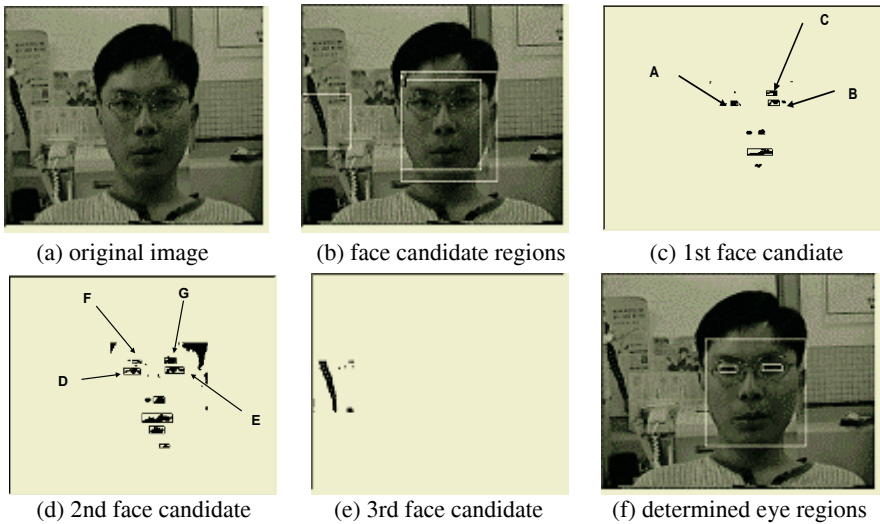 (a) original image
(b) face candidate regions
A
C
B
(c) 1st face candiate
F
G
D
E
(d) 2nd face candidate
(e) 3rd face candidate
(f) determined eye regions